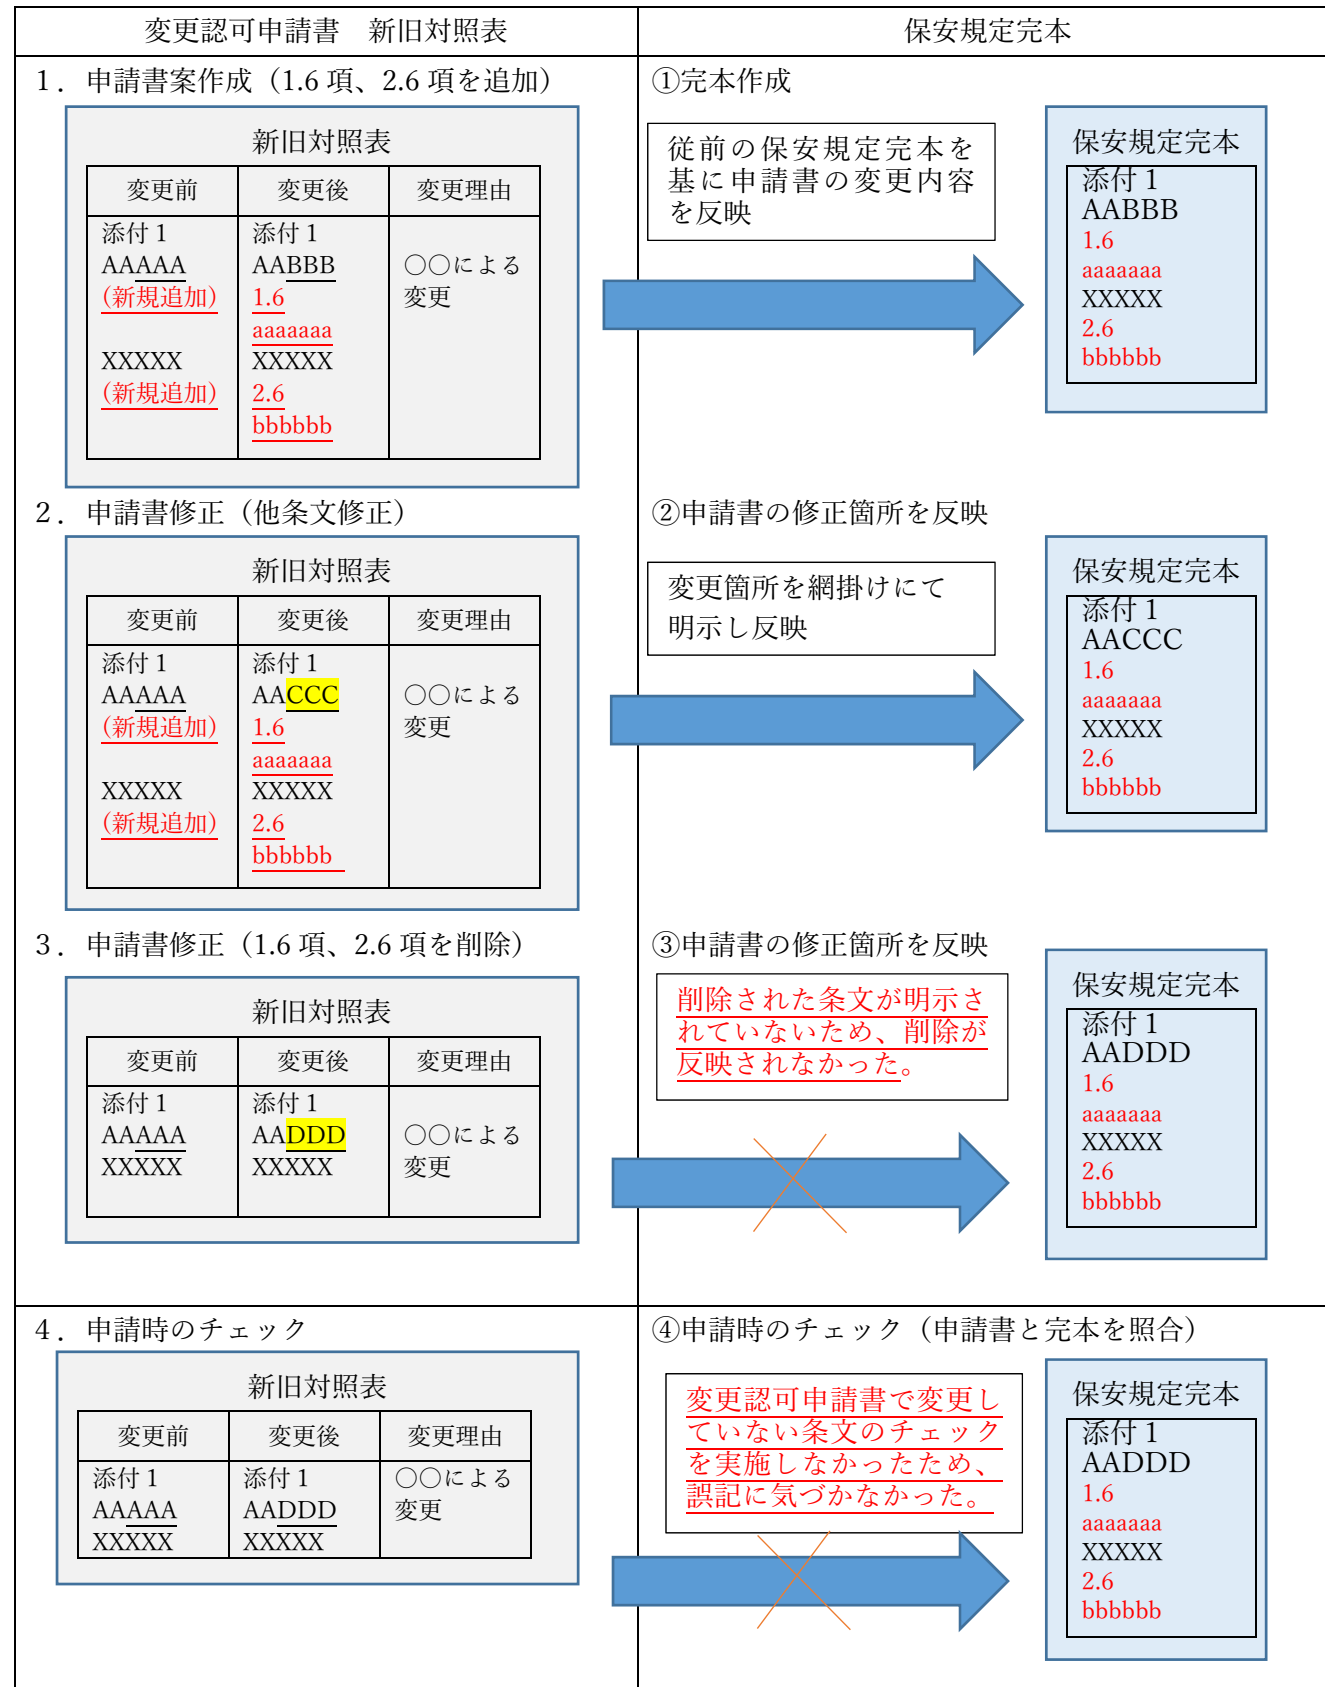 変更認可申請書　新旧対照表
保安規定完本
１．申請書案作成（1.6 項、2.6 項を追加）
新旧対照表
変更前 変更後 変更理由
添付 1 添付 1
AAAAA AABBB ○○による
(新規追加) 1.6 変更
aaaaaaa
XXXXX XXXXX
(新規追加) 2.6
bbbbbb
①完本作成
従前の保安規定完本を
基に申請書の変更内容
を反映
保安規定完本
添付 1
AABBB
1.6
aaaaaaa
XXXXX
2.6
bbbbbb
２．申請書修正（他条文修正）
新旧対照表
変更前 変更後 変更理由
添付 1 添付 1
AAAAA AACCC ○○による
(新規追加) 1.6 変更
aaaaaaa
XXXXX XXXXX
(新規追加) 2.6
bbbbbb
②申請書の修正箇所を反映
変更箇所を網掛けにて
明示し反映
保安規定完本
添付 1
AACCC
1.6
aaaaaaa
XXXXX
2.6
bbbbbb
３．申請書修正（1.6 項、2.6 項を削除）
新旧対照表
変更前 変更後 変更理由
添付 1 添付 1
AAAAA AADDD ○○による
XXXXX XXXXX 変更
③申請書の修正箇所を反映
削除された条文が明示さ
れていないため、削除が
反映されなかった。
保安規定完本
添付 1
AADDD
1.6
aaaaaaa
XXXXX
2.6
bbbbbb
４．申請時のチェック
新旧対照表
変更前 変更後 変更理由
添付 1 添付 1 ○○による
AAAAA AADDD 変更
XXXXX XXXXX
④申請時のチェック（申請書と完本を照合）
変更認可申請書で変更し
ていない条文のチェック
を実施しなかったため、
誤記に気づかなかった。
保安規定完本
添付 1
AADDD
1.6
aaaaaaa
XXXXX
2.6
bbbbbb